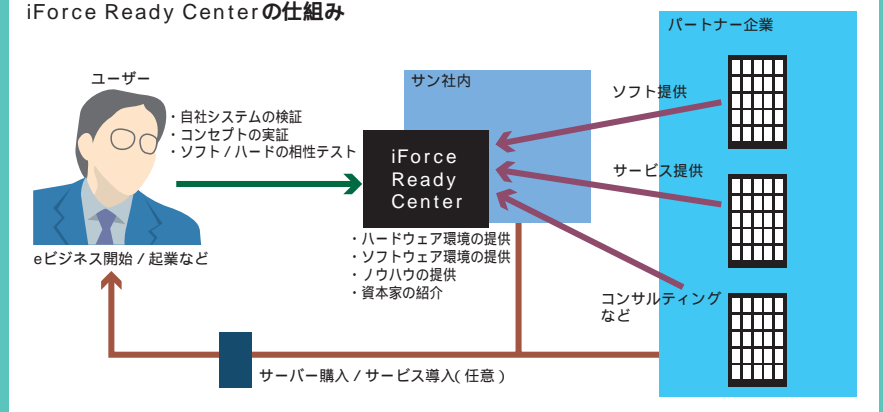 iForce Ready Centerの仕組み
パートナー企業
ユーザー
サン社内
ソフト提供
・自社システムの検証
・コンセプトの実証
・ソフト/ハードの相性テスト
iForce
Ready
Center
サービス提供
・ハードウェア環境の提供
・ソフトウェア環境の提供
・ノウハウの提供
・資本家の紹介
eビジネス開始/起業など
コンサルティング
など
サーバー購入/サービス導入(任意)